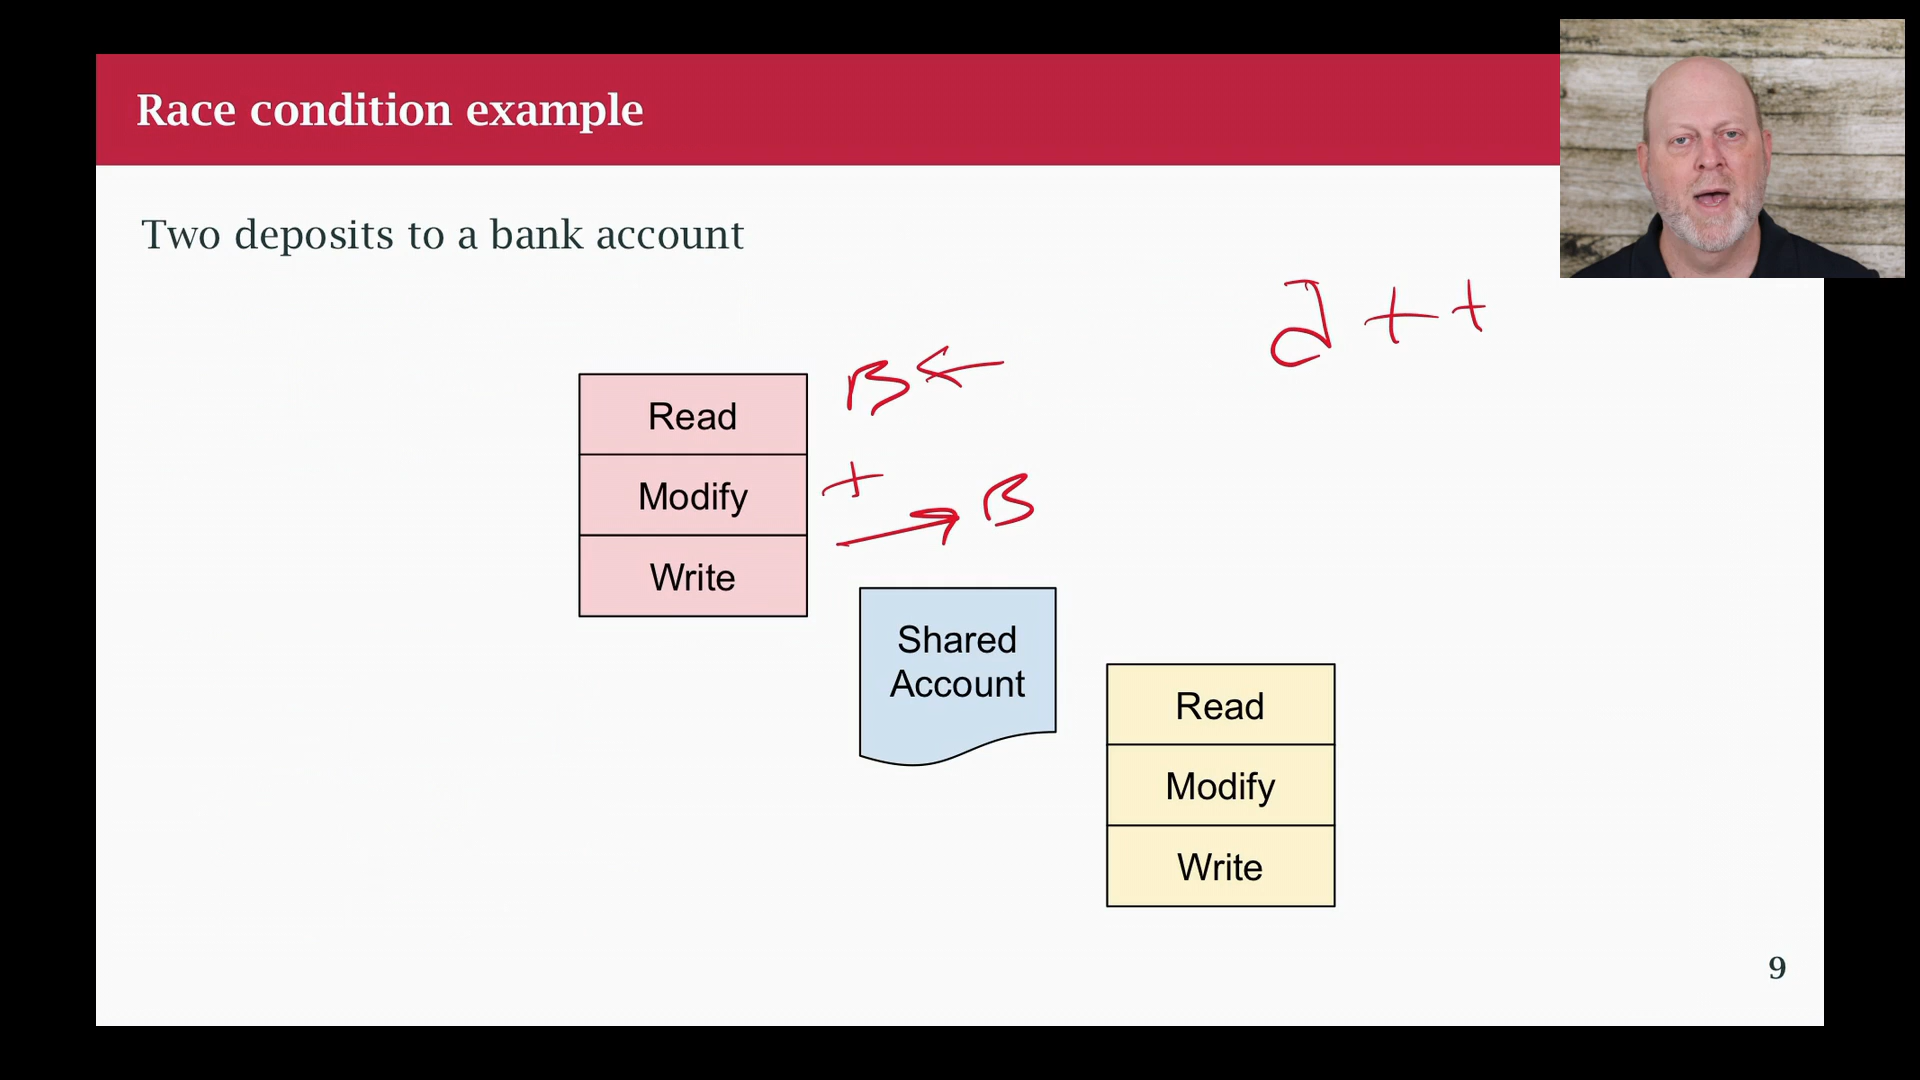 Race condition example
Two deposits to a bank account
a++
Read
B←
Modify
+
→ B
Write
Shared
Account
Read
Modify
Write
9